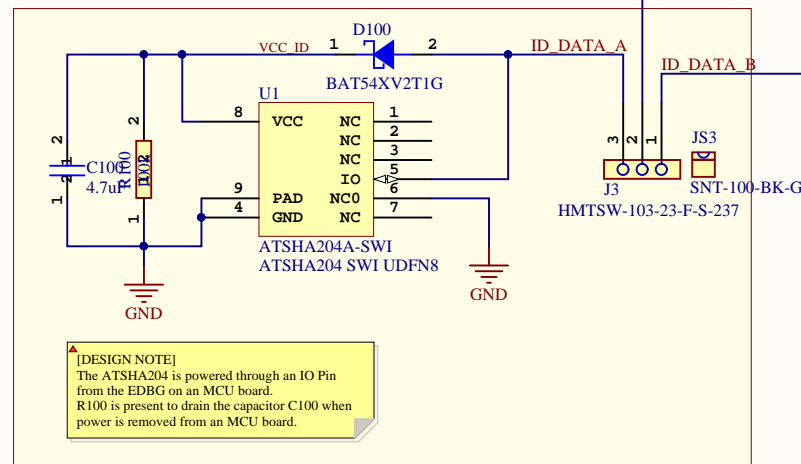 D100
VCC_ID
1
2
ID_DATA_A
BAT54XV2T1G
ID_DATA_B
U1
8
VCC
NC
1
NC
2
NC
3
IO
5
9
PAD
NC0
6
4
GND
NC
7
ATSHA204A-SWI
ATSHA204 SWI UDFN8
2
1
2
1
C100
4.7uF
2
R100
1
GND
GND
3
2
1
JS3
J3
SNT-100-BK-G
HMTSW-103-23-F-S-237
[DESIGN NOTE]
The ATSHA204 is powered through an IO Pin
from the EDBG on an MCU board.
R100 is present to drain the capacitor C100 when
power is removed from an MCU board.